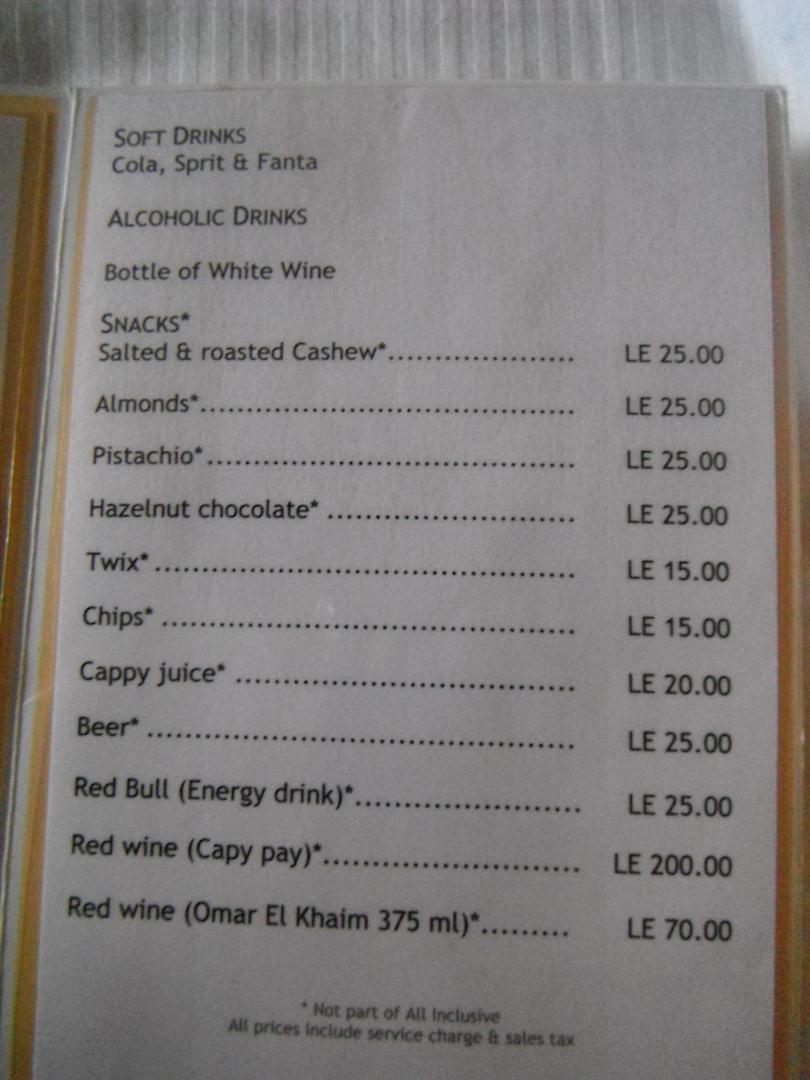 SOFT DRINKS
Cola, Sprit & Fanta
ALCOHOLIC DRINKS
Bottle of White Wine
SNACKS*
Salted & roasted Cashew*.................... LE 25.00
Almonds*........................................ LE 25.00
Pistachio*....................................... LE 25.00
Hazelnut chocolate* .......................... LE 25.00
Twix* ............................................ LE 15.00
Chips* ........................................... LE 15.00
Cappy juice* .................................... LE 20.00
Beer* ............................................. LE 25.00
Red Bull (Energy drink)*........................ LE 25.00
Red wine (Capy pay)*........................... LE 200.00
Red wine (Omar El Khaim 375 ml)*......... LE 70.00
* Not part of All Inclusive
All prices include service charge & sales tax